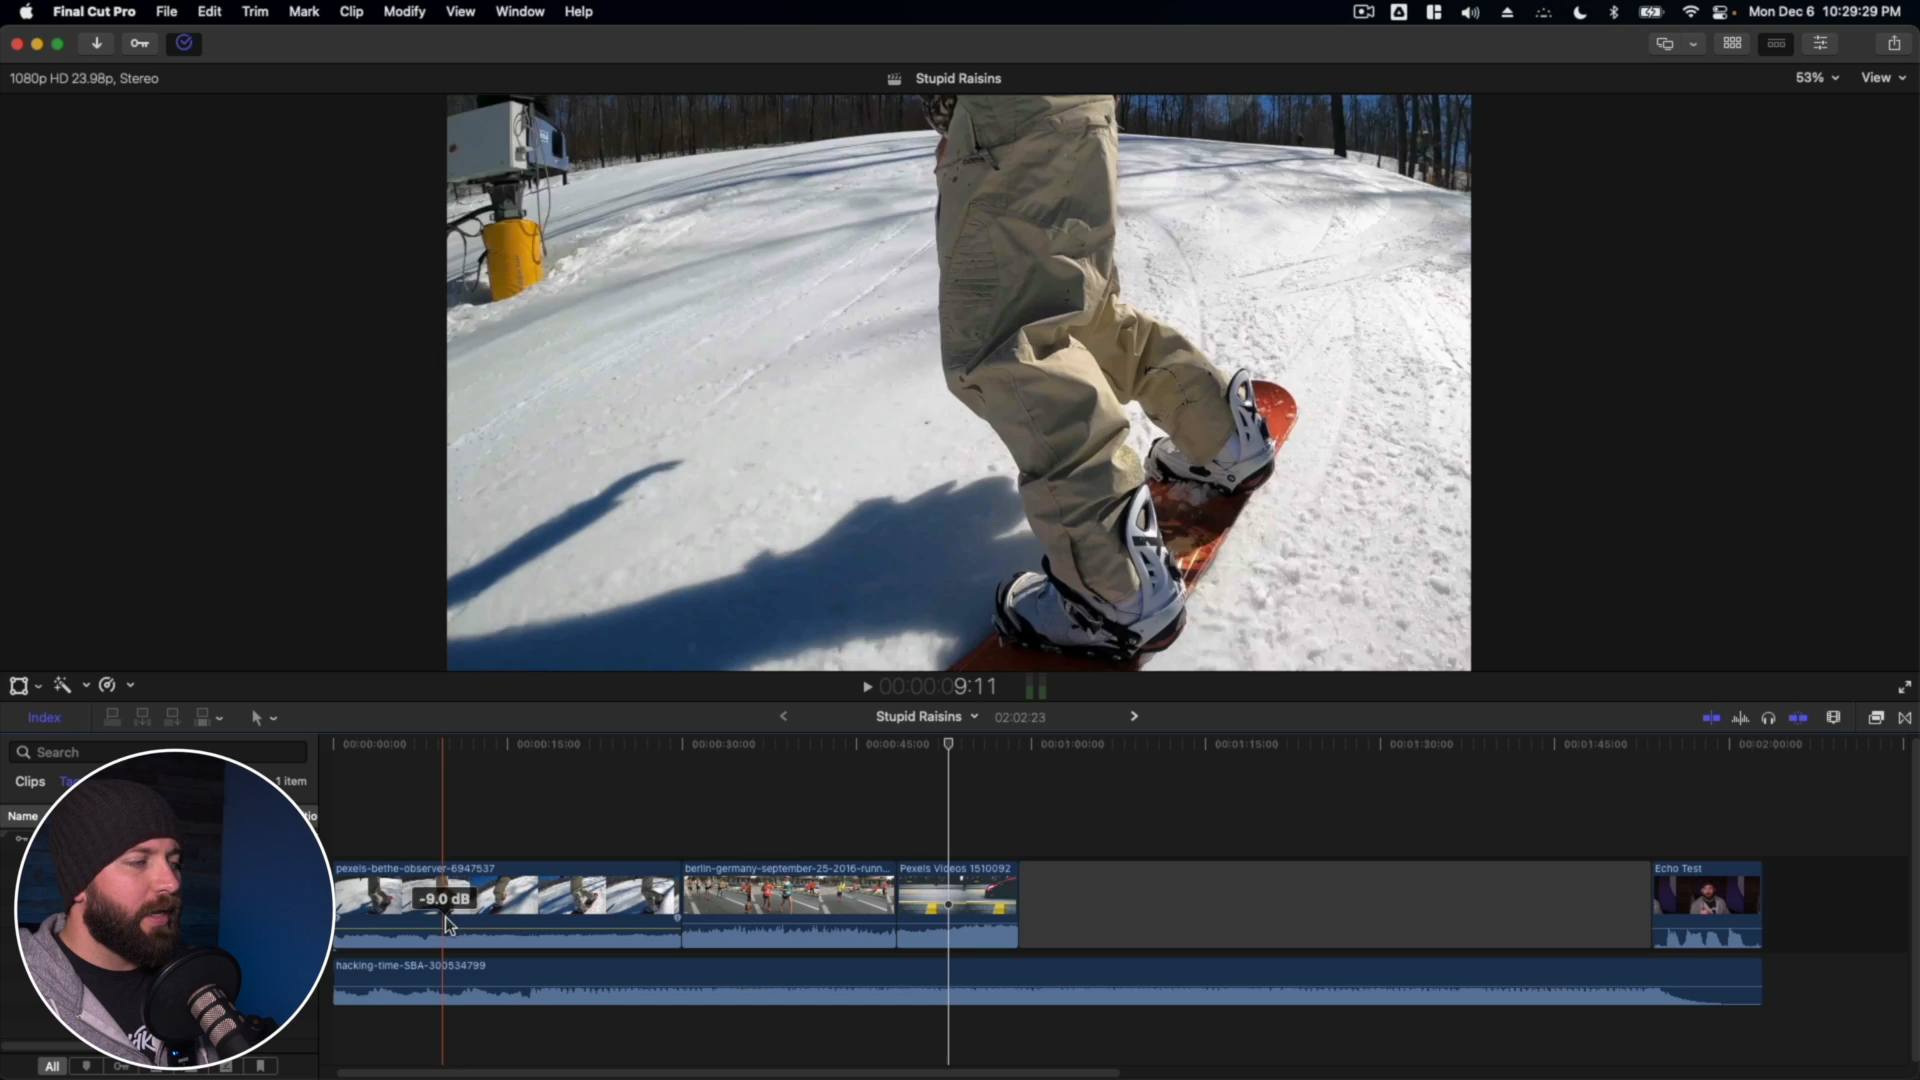 Final Cut Pro File Edit Trim Mark Clip Modify View Window Help Mon Dec 6 10:29:29 PM
1080p HD 23.98p, Stereo Stupid Raisins 53% View
00:00:09:11
Index Stupid Raisins 02:02:23
Search 00:00:00:00 00:00:15:00 00:00:30:00 00:00:45:00 00:01:00:00 00:01:15:00 00:01:30:00 00:01:45:00 00:02:00:00
Clips 1 item
Name
pexels-bethe-observer-6947537 berlin-germany-september-25-2016-runn... Pexels Videos 1510092 Echo Test
-9.0 dB
hacking-time-SBA-300534799
All